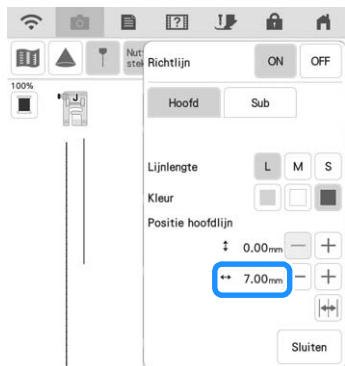 Nut
stek
Richtlijn ON OFF
100%
J
Hoofd Sub
Lijnlengte L M S
Kleur
Positie hoofdlijn
↕ 0.00mm − +
↔ 7.00mm − +
Sluiten